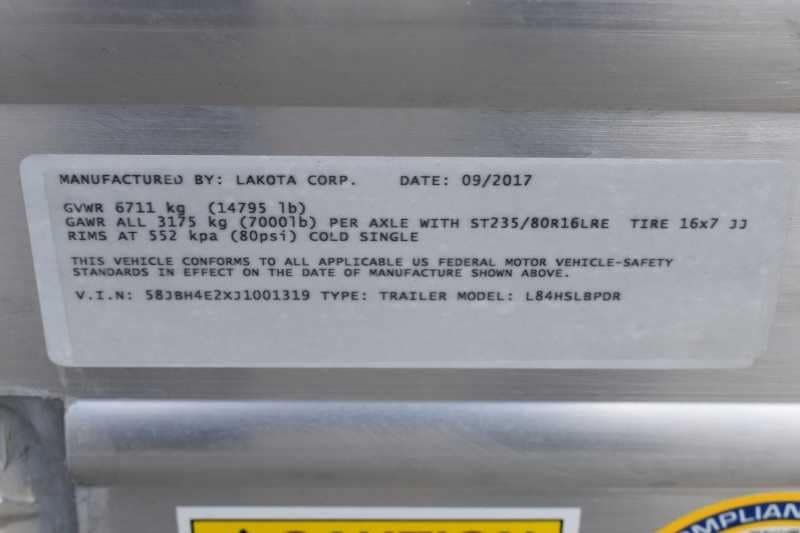 MANUFACTURED BY: LAKOTA CORP. DATE: 09/2017
GVWR 6711 kg (14795 lb)
GAWR ALL 3175 kg (7000lb) PER AXLE WITH ST235/80R16LRE TIRE 16x7 JJ
RIMS AT 552 kpa (80psi) COLD SINGLE
THIS VEHICLE CONFORMS TO ALL APPLICABLE US FEDERAL MOTOR VEHICLE-SAFETY
STANDARDS IN EFFECT ON THE DATE OF MANUFACTURE SHOWN ABOVE.
V.I.N: 58JBH4E2XJ1001319 TYPE: TRAILER MODEL: L84HSLBPDR
CAUTION